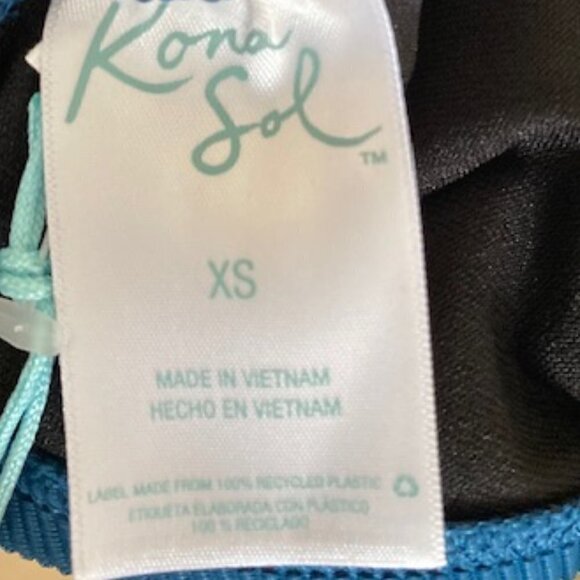 Kona
Sol
™
XS
MADE IN VIETNAM
HECHO EN VIETNAM
LABEL MADE FROM 100% RECYCLED PLASTIC
ETIQUETA ELABORADA CON PLÁSTICO
100 % RECICLADO